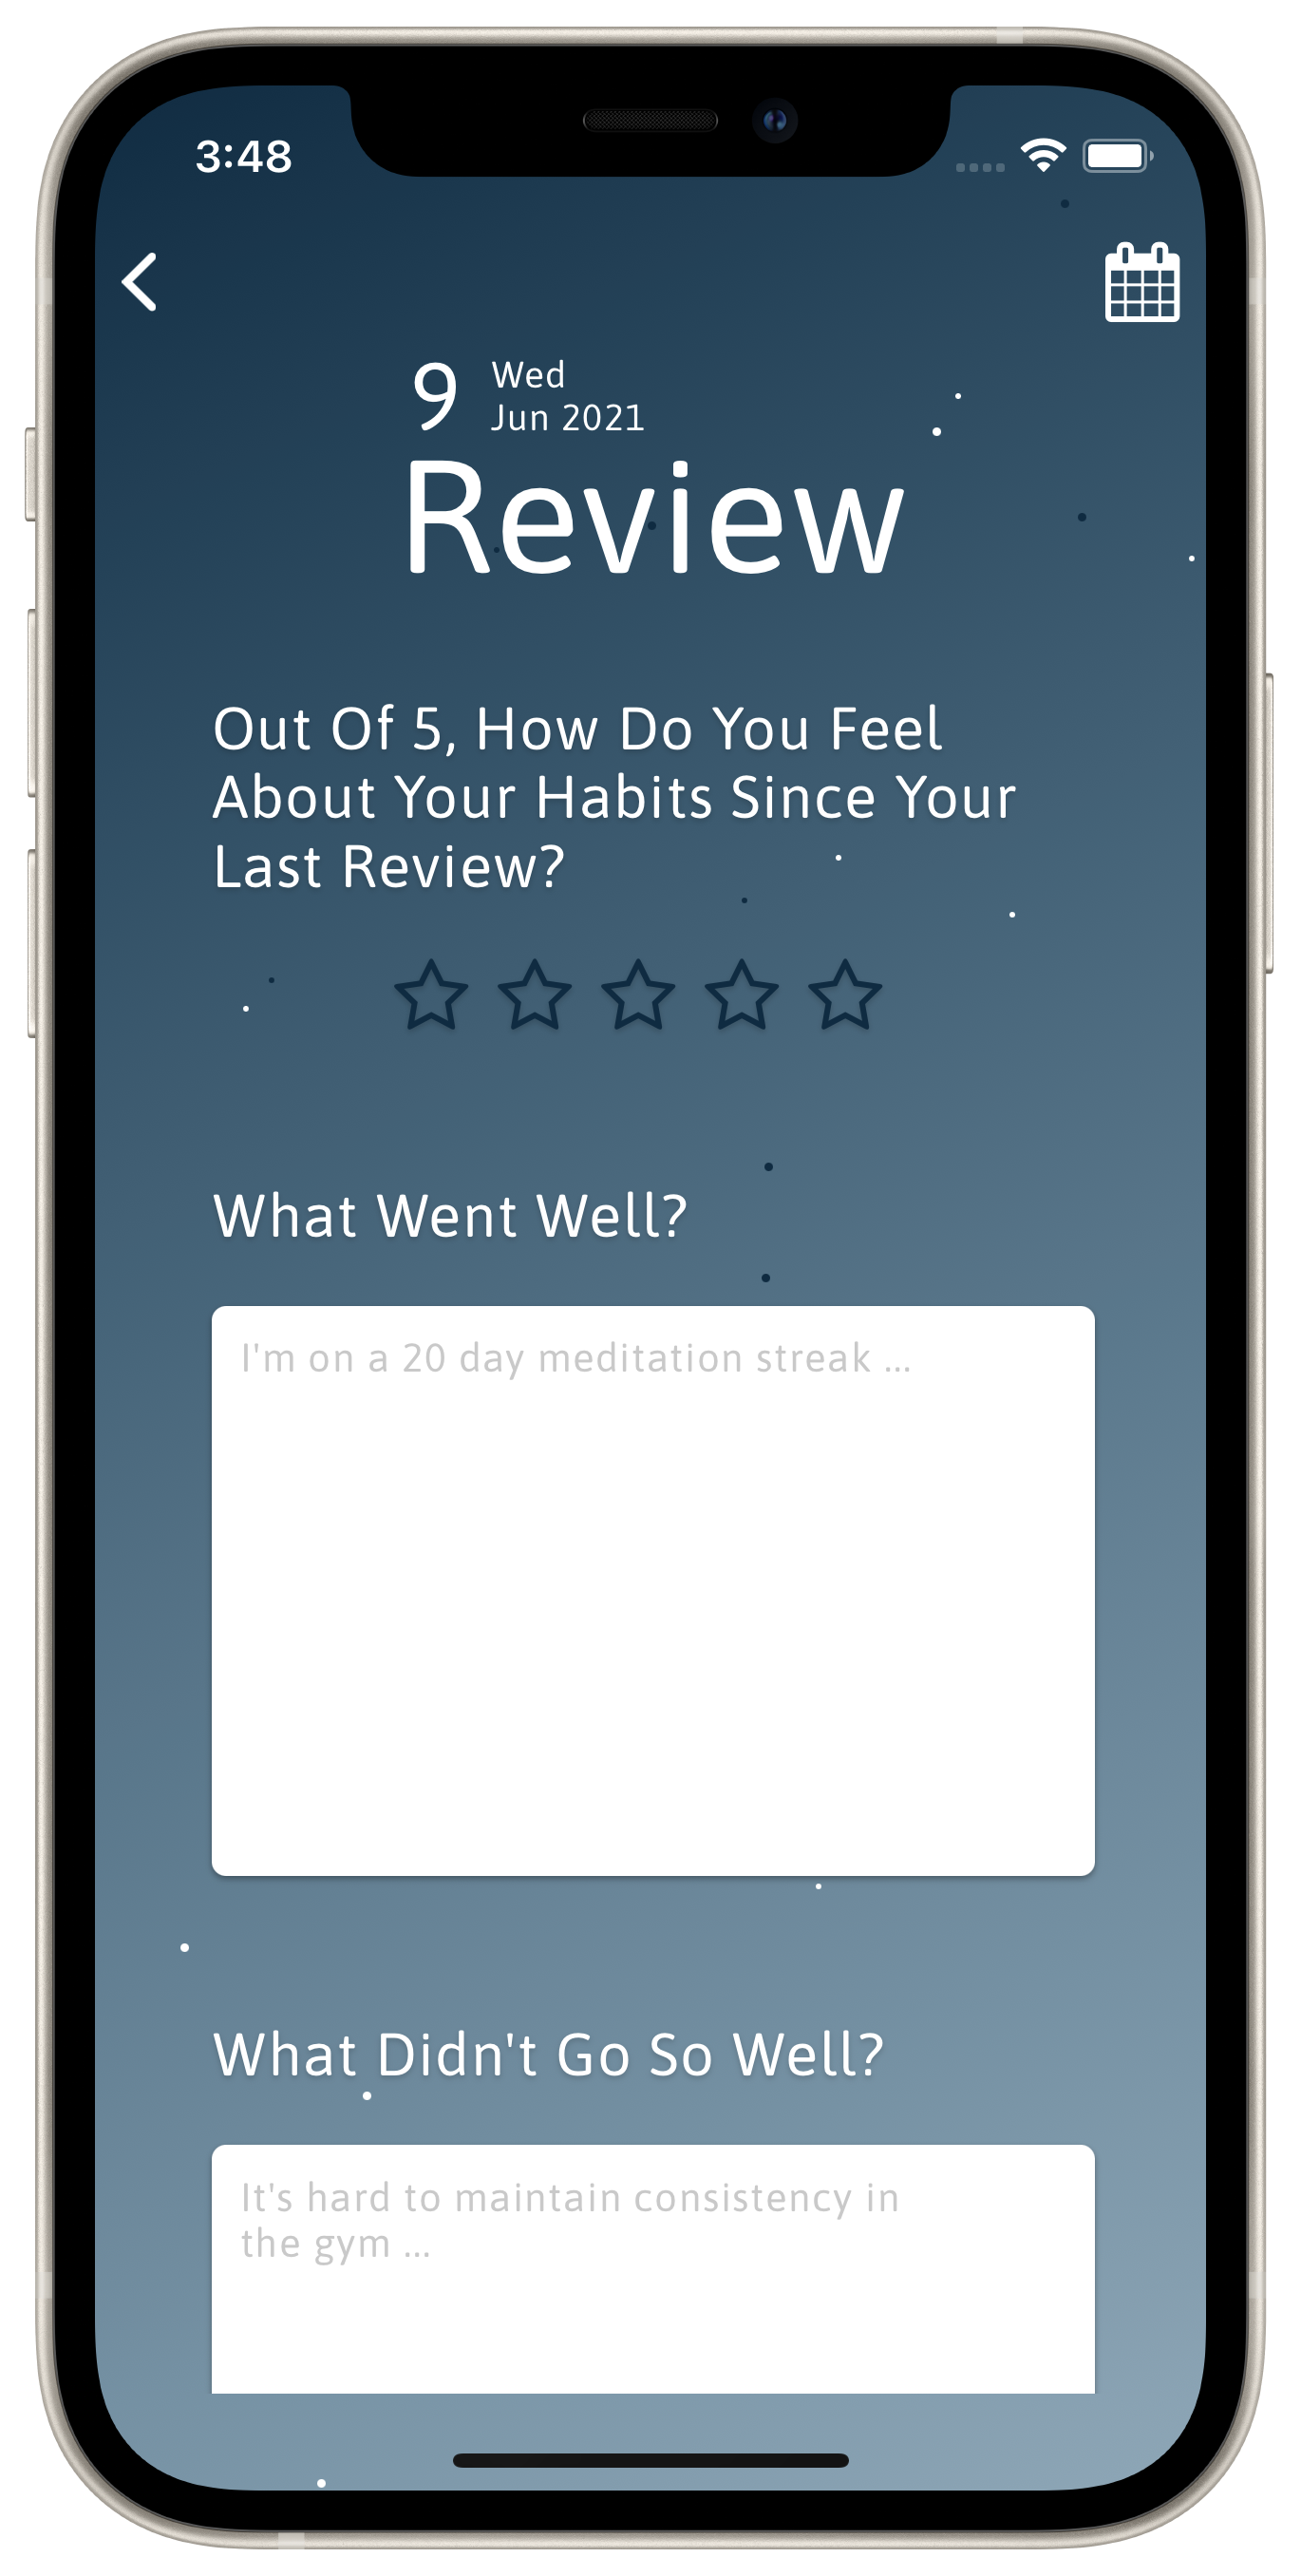 3:48
9
Wed
Jun 2021
Review
Out Of 5, How Do You Feel
About Your Habits Since Your
Last Review?
What Went Well?
I'm on a 20 day meditation streak ...
What Didn't Go So Well?
It's hard to maintain consistency in
the gym ...